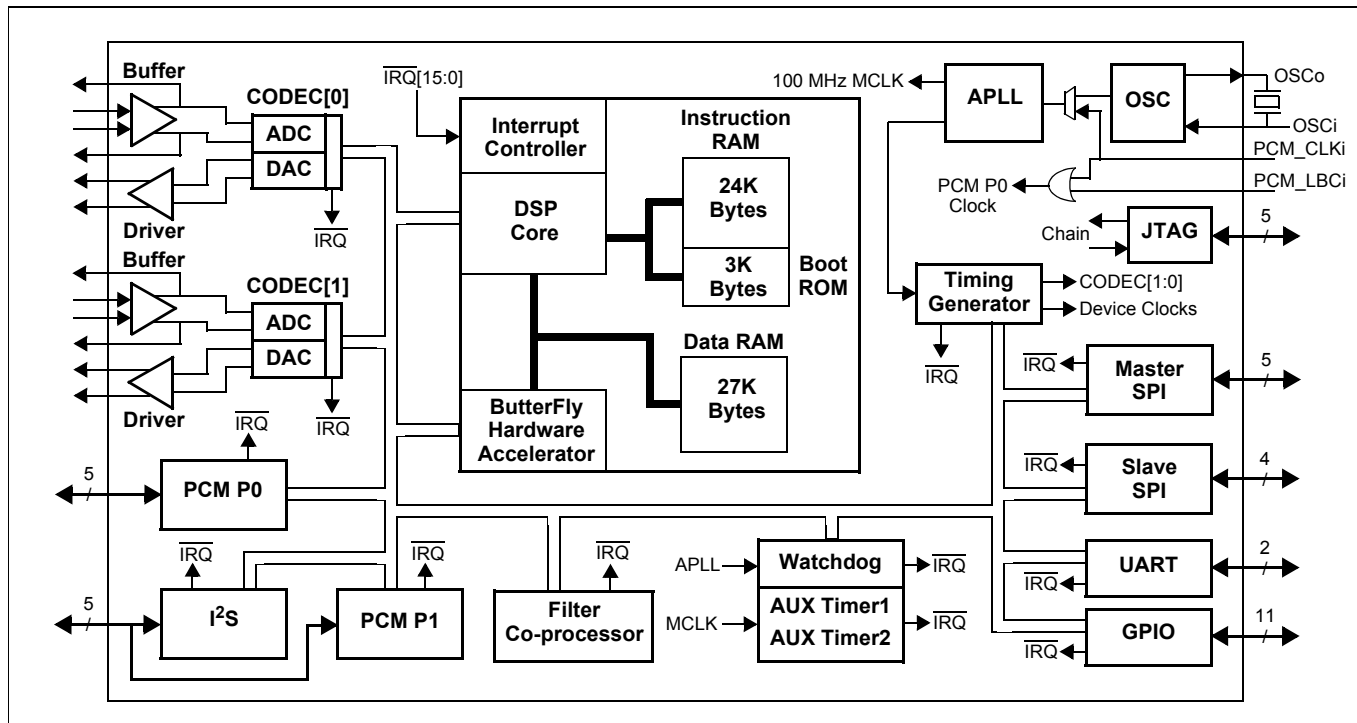 Buffer
CODEC[0]
ADC
DAC
Driver
IRQ
Buffer
CODEC[1]
ADC
DAC
Driver
IRQ
IRQ
5
PCM P0
IRQ
5
I²S
IRQ
PCM P1
IRQ[15:0]
Interrupt
Controller
DSP
Core
ButterFly
Hardware
Accelerator
Instruction
RAM
24K
Bytes
3K
Bytes
Boot
ROM
Data RAM
27K
Bytes
IRQ
Filter
Co-processor
APLL
Watchdog
IRQ
MCLK
AUX Timer1
AUX Timer2
IRQ
100 MHz MCLK
APLL
OSC
OSCo
OSCi
PCM_CLKi
PCM_LBCi
PCM P0
Clock
Chain
JTAG
5
Timing
Generator
CODEC[1:0]
Device Clocks
IRQ
IRQ
Master
SPI
5
IRQ
Slave
SPI
4
UART
IRQ
2
GPIO
IRQ
11